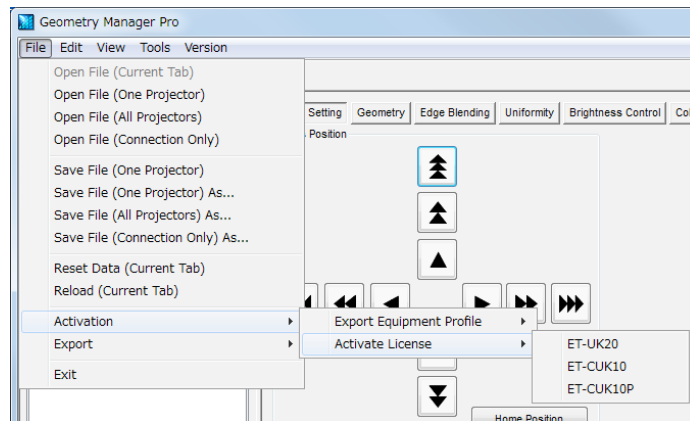 Geometry Manager Pro
File Edit View Tools Version
Open File (Current Tab)
Open File (One Projector)
Open File (All Projectors)
Open File (Connection Only)
Save File (One Projector)
Save File (One Projector) As...
Save File (All Projectors) As...
Save File (Connection Only) As...
Reset Data (Current Tab)
Reload (Current Tab)
Activation
Export
Exit
Setting Geometry Edge Blending Uniformity Brightness Control
Position
Export Equipment Profile
Activate License
ET-UK20
ET-CUK10
ET-CUK10P
Home Position